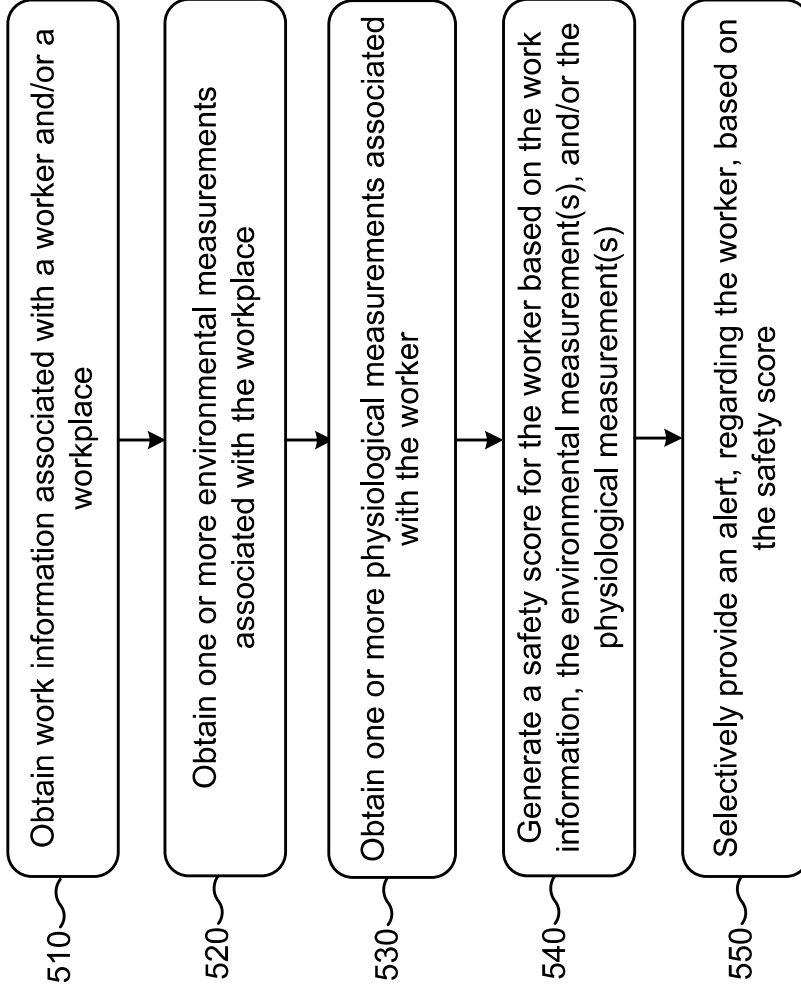 510
Obtain work information associated with a worker and/or a
workplace
520
Obtain one or more environmental measurements
associated with the workplace
530
Obtain one or more physiological measurements associated
with the worker
540
Generate a safety score for the worker based on the work
information, the environmental measurement(s), and/or the
physiological measurement(s)
550
Selectively provide an alert, regarding the worker, based on
the safety score